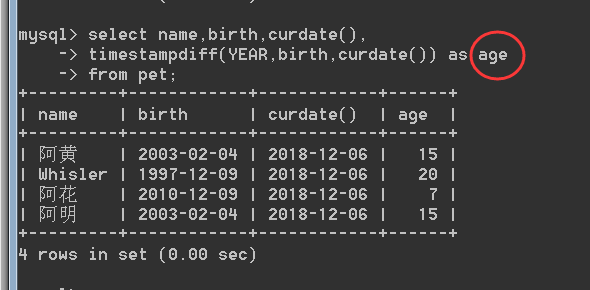 mysql> select name,birth,curdate(),
-> timestampdiff(YEAR,birth,curdate()) as age
-> from pet;
+---------+------------+------------+------+
| name | birth | curdate() | age |
+---------+------------+------------+------+
| 阿黄 | 2003-02-04 | 2018-12-06 | 15 |
| Whisler | 1997-12-09 | 2018-12-06 | 20 |
| 阿花 | 2010-12-09 | 2018-12-06 | 7 |
| 阿明 | 2003-02-04 | 2018-12-06 | 15 |
+---------+------------+------------+------+
4 rows in set (0.00 sec)